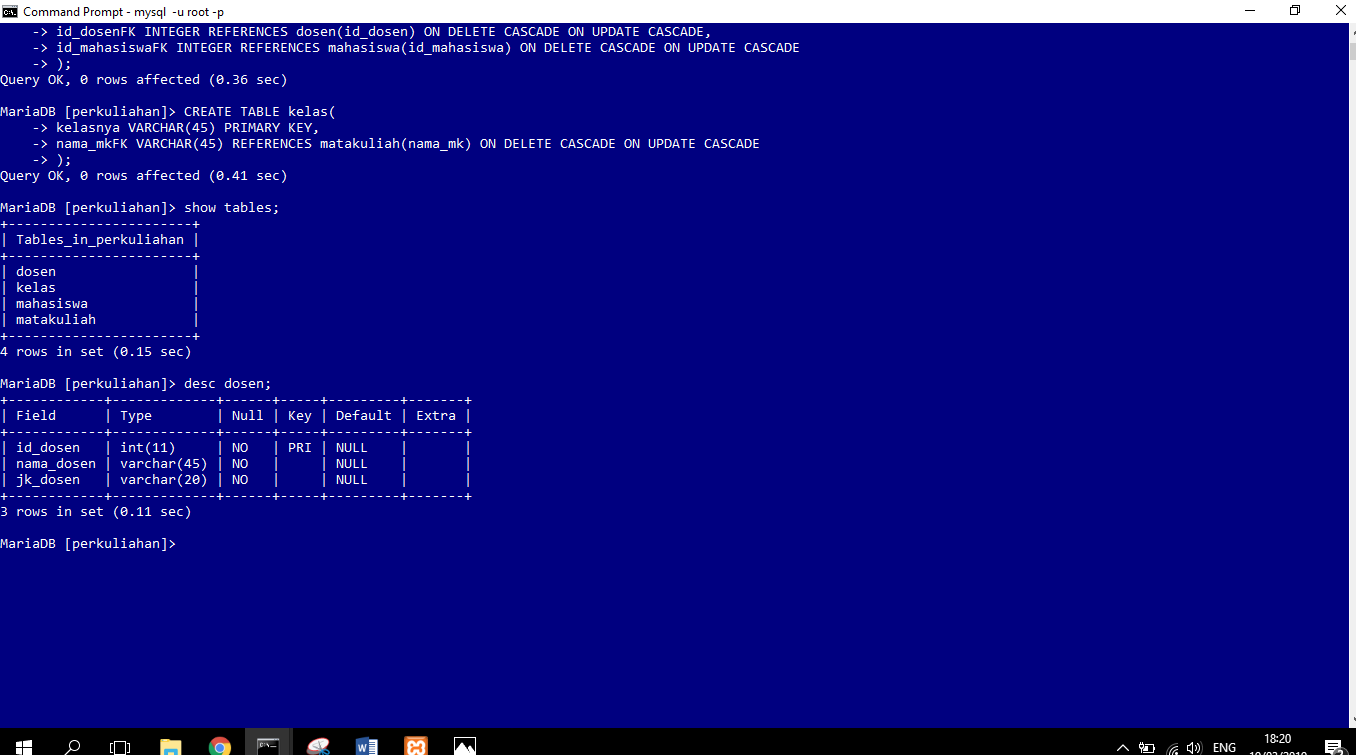 Command Prompt - mysql  -u root -p
    -> id_dosenFK INTEGER REFERENCES dosen(id_dosen) ON DELETE CASCADE ON UPDATE CASCADE,
    -> id_mahasiswaFK INTEGER REFERENCES mahasiswa(id_mahasiswa) ON DELETE CASCADE ON UPDATE CASCADE
    -> );
Query OK, 0 rows affected (0.36 sec)
MariaDB [perkuliahan]> CREATE TABLE kelas(
    -> kelasnya VARCHAR(45) PRIMARY KEY,
    -> nama_mkFK VARCHAR(45) REFERENCES matakuliah(nama_mk) ON DELETE CASCADE ON UPDATE CASCADE
    -> );
Query OK, 0 rows affected (0.41 sec)
MariaDB [perkuliahan]> show tables;
+-----------------------+
| Tables_in_perkuliahan |
+-----------------------+
| dosen                 |
| kelas                 |
| mahasiswa             |
| matakuliah            |
+-----------------------+
4 rows in set (0.15 sec)
MariaDB [perkuliahan]> desc dosen;
+------------+-------------+------+-----+---------+-------+
| Field      | Type        | Null | Key | Default | Extra |
+------------+-------------+------+-----+---------+-------+
| id_dosen   | int(11)     | NO   | PRI | NULL    |       |
| nama_dosen | varchar(45) | NO   |     | NULL    |       |
| jk_dosen   | varchar(20) | NO   |     | NULL    |       |
+------------+-------------+------+-----+---------+-------+
3 rows in set (0.11 sec)
MariaDB [perkuliahan]>
ENG
18:20